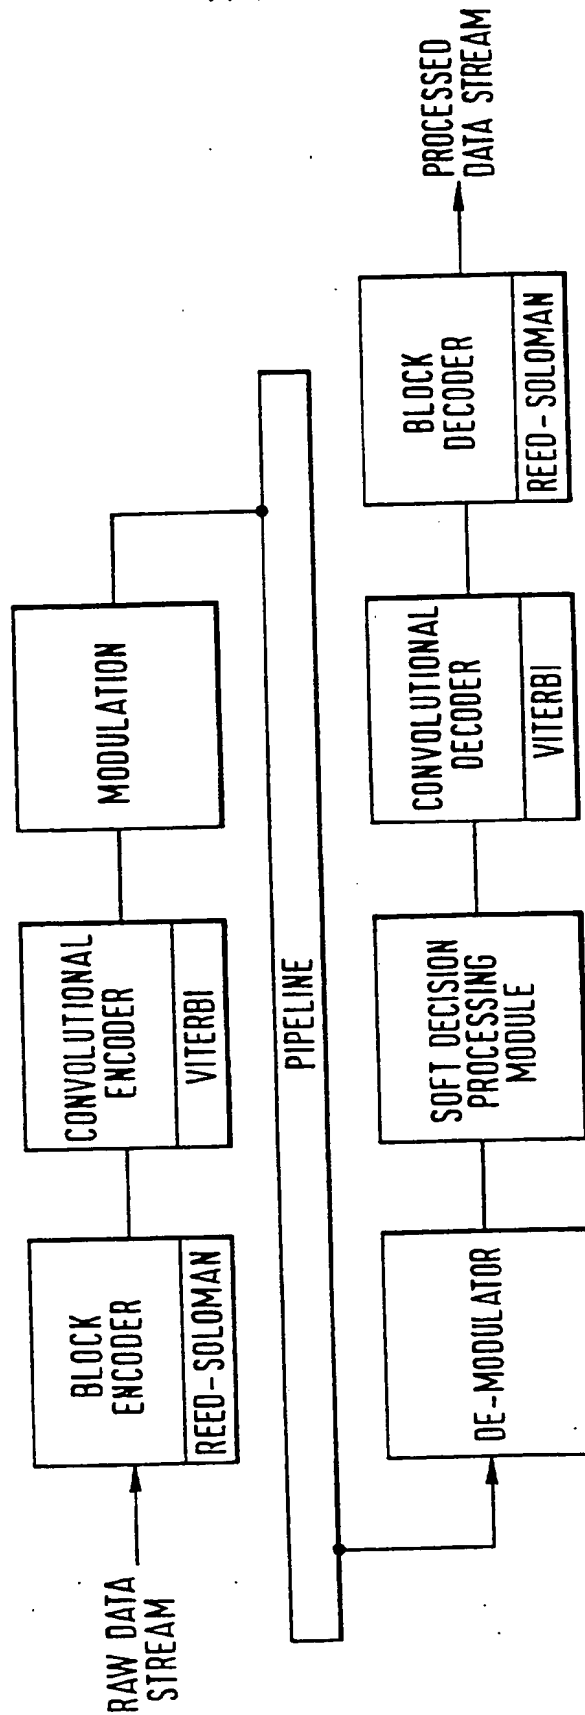 RAW DATA
STREAM
BLOCK
ENCODER
REED-SOLOMAN
CONVOLUTIONAL
ENCODER
VITERBI
MODULATION
PIPELINE
DE-MODULATOR
SOFT DECISION
PROCESSING
MODULE
CONVOLUTIONAL
DECODER
VITERBI
BLOCK
DECODER
REED-SOLOMAN
PROCESSED
DATA STREAM